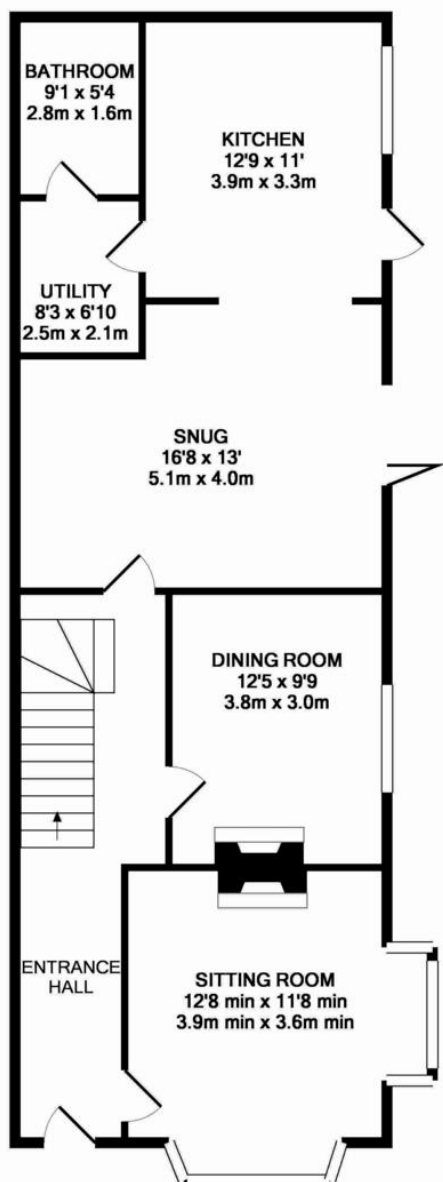 BATHROOM
9'1 x 5'4
2.8m x 1.6m
KITCHEN
12'9 x 11'
3.9m x 3.3m
UTILITY
8'3 x 6'10
2.5m x 2.1m
SNUG
16'8 x 13'
5.1m x 4.0m
DINING ROOM
12'5 x 9'9
3.8m x 3.0m
ENTRANCE
HALL
SITTING ROOM
12'8 min x 11'8 min
3.9m min x 3.6m min